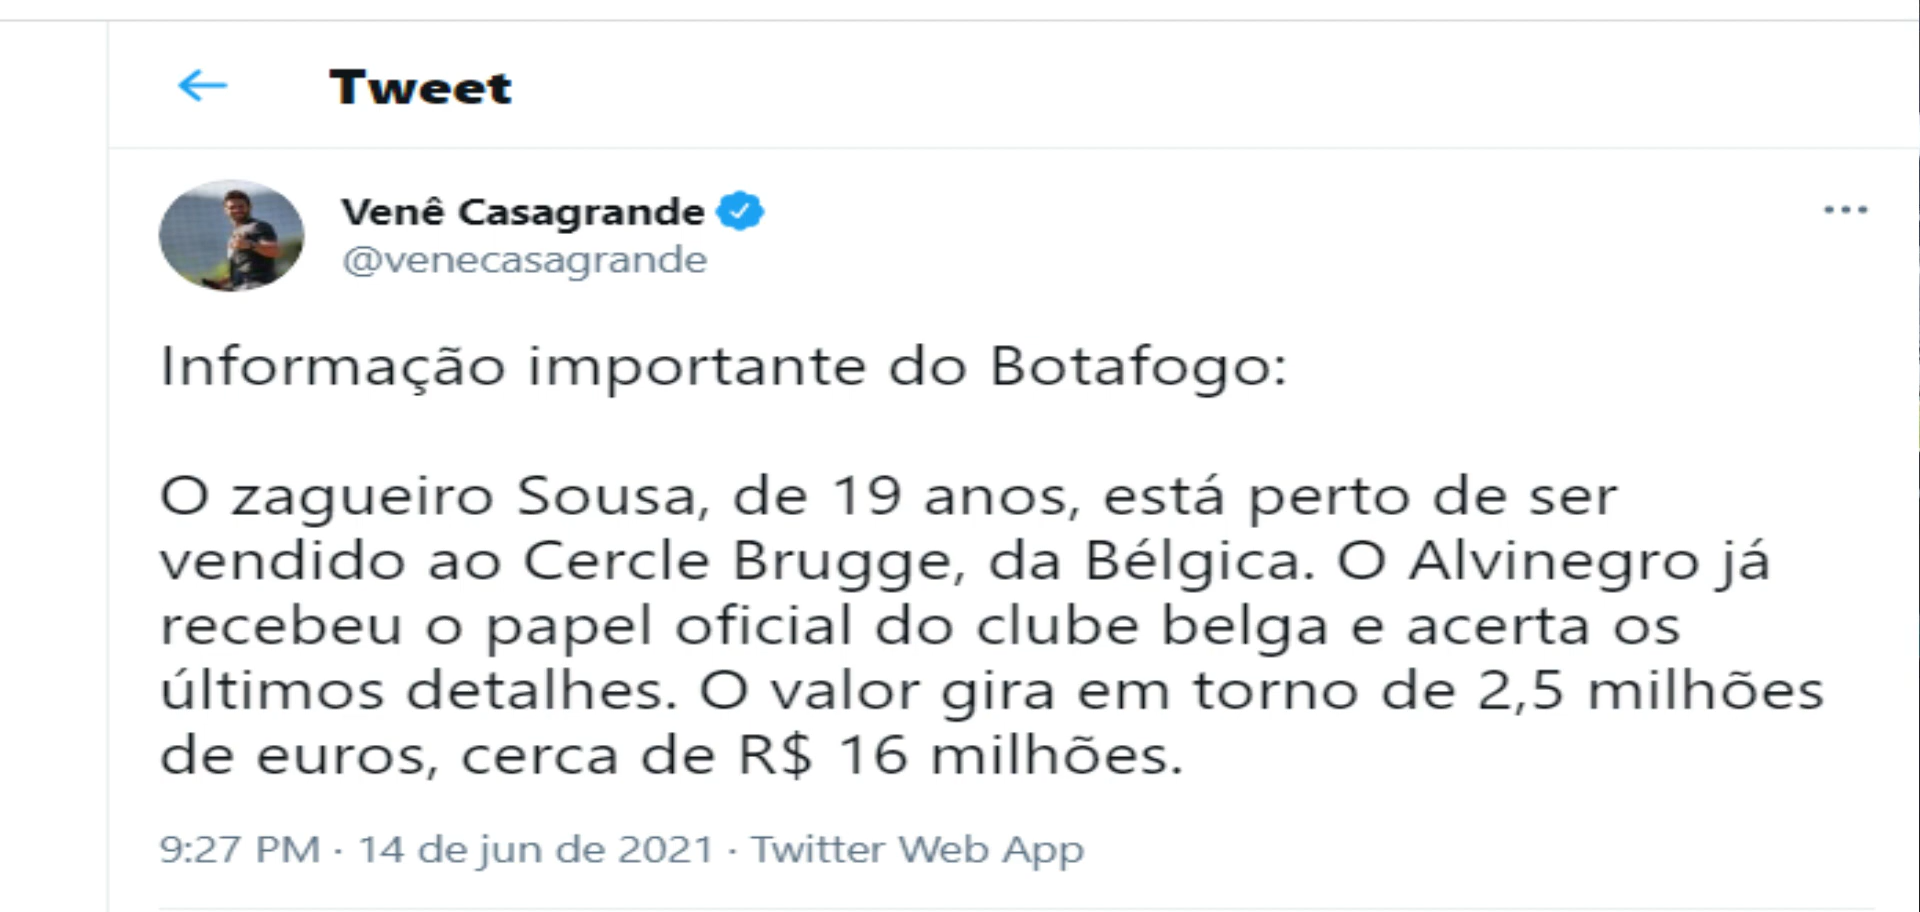 Tweet
Venê Casagrande
@venecasagrande
Informação importante do Botafogo:
O zagueiro Sousa, de 19 anos, está perto de ser
vendido ao Cercle Brugge, da Bélgica. O Alvinegro já
recebeu o papel oficial do clube belga e acerta os
últimos detalhes. O valor gira em torno de 2,5 milhões
de euros, cerca de R$ 16 milhões.
9:27 PM · 14 de jun de 2021 · Twitter Web App